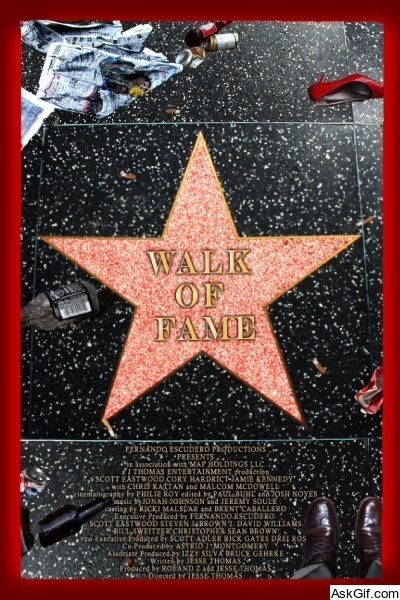 WALK
OF
FAME
FERNANDO ESCUDERO PRODUCTIONS
PRESENTS
in association with MAF HOLDINGS LLC
a J THOMAS ENTERTAINMENT production
SCOTT EASTWOOD CORY HARDRICT JAMIE KENNEDY
with CHRIS KATTAN and MALCOM MCDOWELL
cinematography by PHILIP ROY edited by PAUL BUHL and JOSH NOYES
music by JONAH JOHNSON and JEREMY SOULE
casting by RICKI MASLAR and BRENT CABALLERO
Executive Produced by FERNANDO ESCUDERO
SCOTT EASTWOOD STEVEN J. BROWN J. DAVID WILLIAMS
BILL SWEITZER CHRISTOPHER SEAN BROWN
co-Executive Produced by SCOTT ADLER RICK GATES DREI ROS
Co-Produced by ASTRID J MONTGOMERY
Associate Produced by IZZY SILVA BRUCE GEHRKE
Written by JESSE THOMAS
Produced by ROLAND Z and JESSE THOMAS
Directed by JESSE THOMAS
AskGif.com